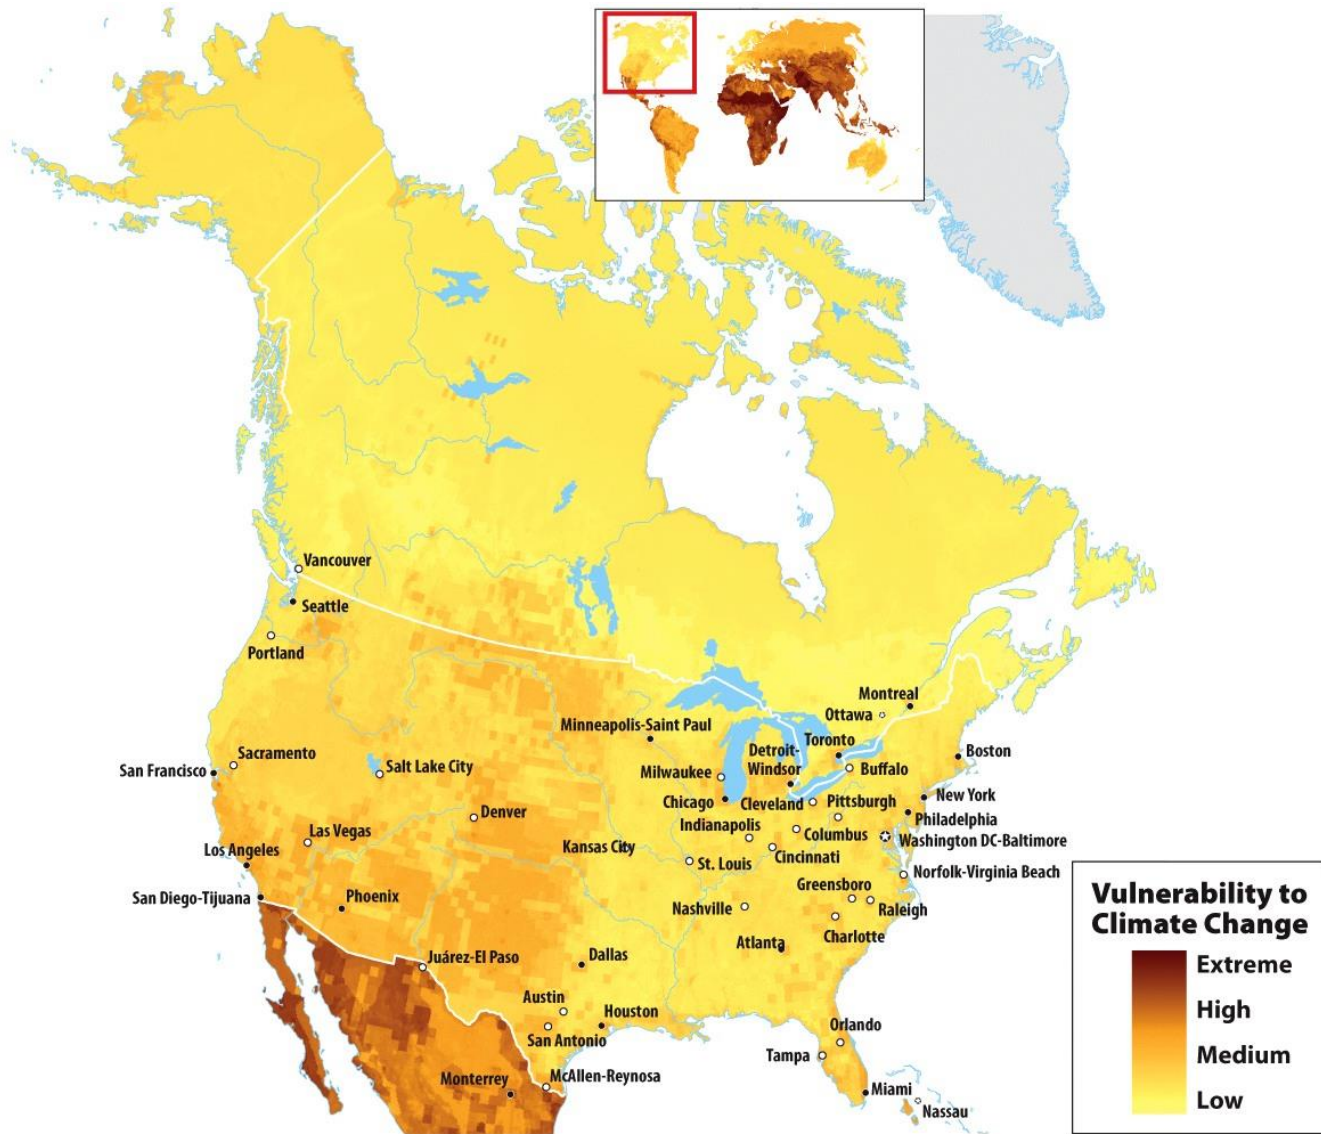 Vancouver
Seattle
Portland
Montreal
Ottawa
Minneapolis-Saint Paul
Toronto
Detroit-
Windsor
Boston
Sacramento
San Francisco
Salt Lake City
Milwaukee
Buffalo
Chicago
Cleveland
Pittsburgh
New York
Denver
Philadelphia
Indianapolis
Columbus
Las Vegas
Washington DC-Baltimore
Kansas City
Los Angeles
Cincinnati
St. Louis
Norfolk-Virginia Beach
Greensboro
San Diego-Tijuana
Phoenix
Nashville
Raleigh
Charlotte
Atlanta
Juárez-El Paso
Dallas
Austin
Houston
San Antonio
Orlando
Tampa
McAllen-Reynosa
Monterrey
Miami
Nassau
Vulnerability to
Climate Change
Extreme
High
Medium
Low